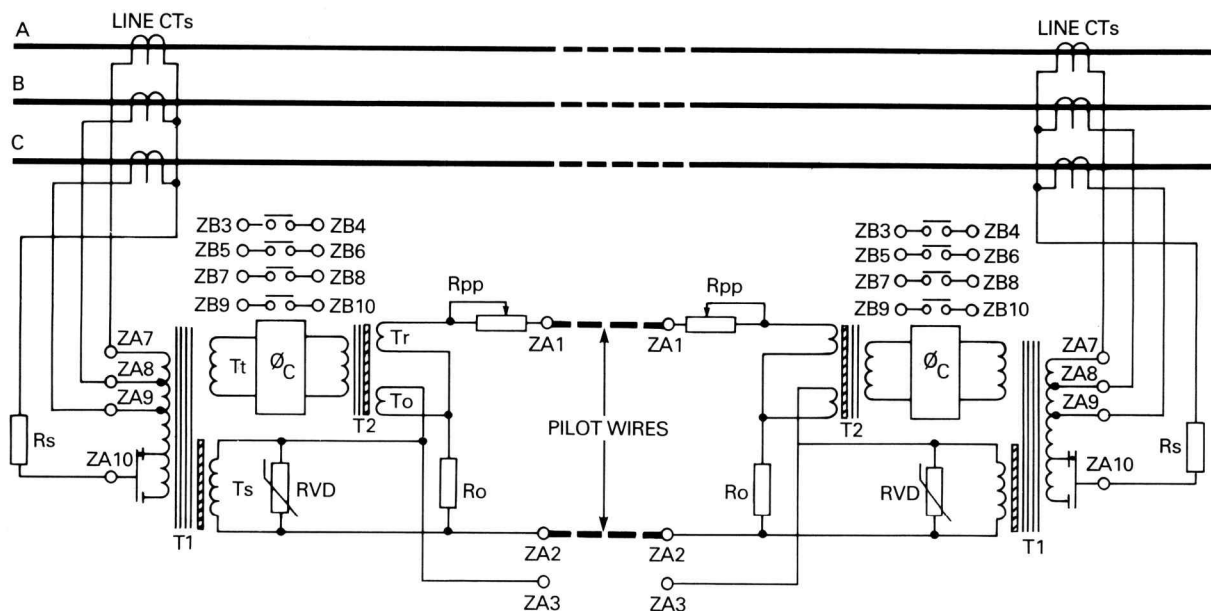 LINE CTs LINE CTs
A
B
C
ZB3 ZB4 ZB3 ZB4
ZB5 ZB6 ZB5 ZB6
ZB7 ZB8 Rpp Rpp ZB7 ZB8
ZB9 ZB10 ZB9 ZB10
ZA7 Tr ZA1 ZA1 ZA7
ZA8 Tt ØC ØC ZA8
ZA9 To ZA9
T2 PILOT WIRES T2
Rs ZA10 Rs
ZA10
Ts RVD Ro Ro RVD
T1 ZA2 ZA2 T1
ZA3 ZA3